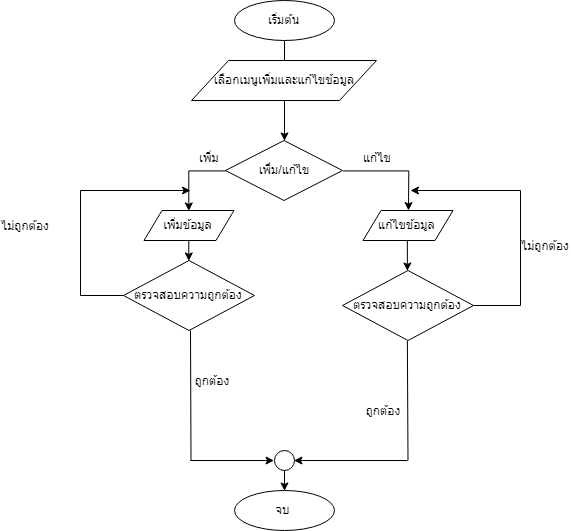 เริ่มต้น
เลือกเมนูเพิ่มและแก้ไขข้อมูล
เพิ่ม
เพิ่ม/แก้ไข
แก้ไข
ไม่ถูกต้อง
เพิ่มข้อมูล
แก้ไขข้อมูล
ไม่ถูกต้อง
ตรวจสอบความถูกต้อง
ตรวจสอบความถูกต้อง
ถูกต้อง
ถูกต้อง
จบ